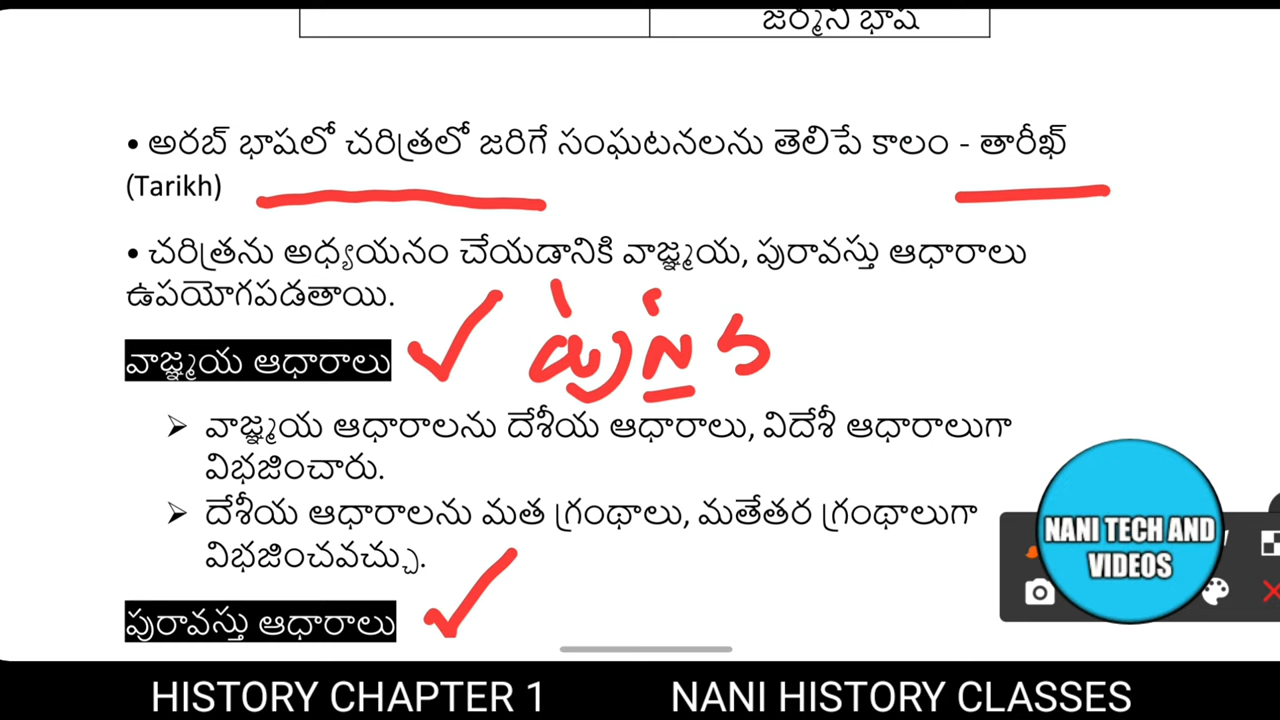 జర్మనీ భాష
• అరబ్ భాషలో చరిత్రలో జరిగే సంఘటనలను తెలిపే కాలం - తారీఖ్
(Tarikh)
• చరిత్రను అధ్యయనం చేయడానికి వాజ్ఞ్మయ, పురావస్తు ఆధారాలు
ఉపయోగపడతాయి.
వాజ్ఞ్మయ ఆధారాలు
➢ వాజ్ఞ్మయ ఆధారాలను దేశీయ ఆధారాలు, విదేశీ ఆధారాలుగా
విభజించారు.
➢ దేశీయ ఆధారాలను మత గ్రంథాలు, మతేతర గ్రంథాలుగా
విభజించవచ్చు.
పురావస్తు ఆధారాలు
NANI TECH AND
VIDEOS
HISTORY CHAPTER 1 NANI HISTORY CLASSES